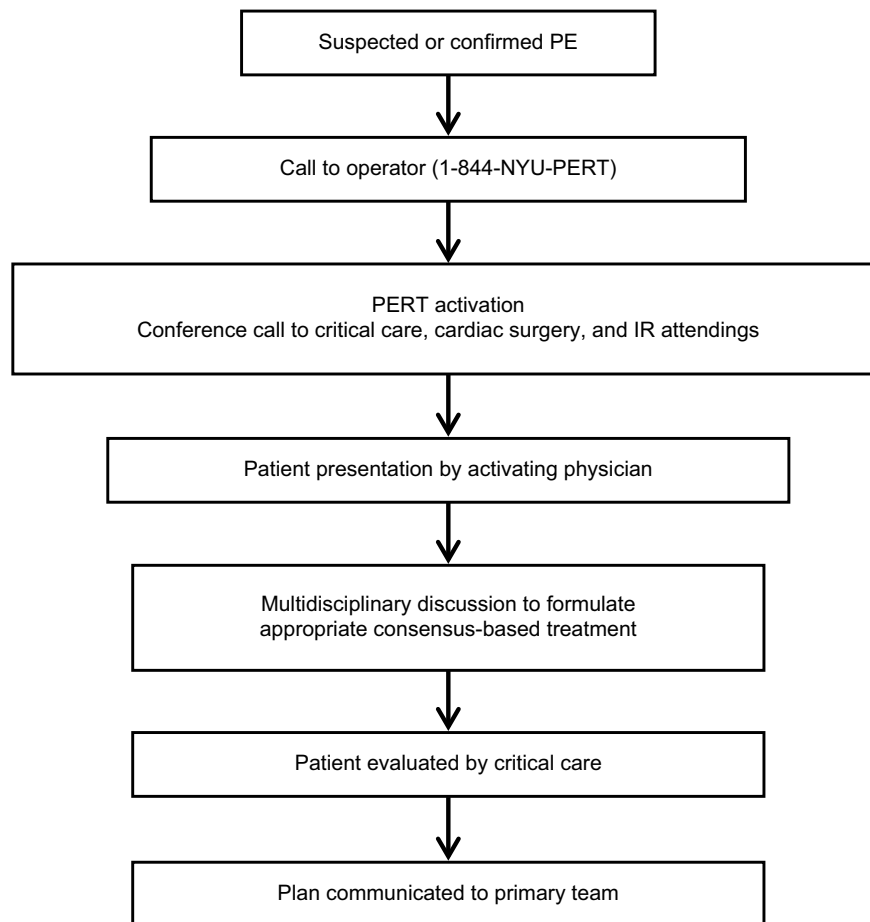 Suspected or confirmed PE
Call to operator (1-844-NYU-PERT)
PERT activation
Conference call to critical care, cardiac surgery, and IR attendings
Patient presentation by activating physician
Multidisciplinary discussion to formulate
appropriate consensus-based treatment
Patient evaluated by critical care
Plan communicated to primary team